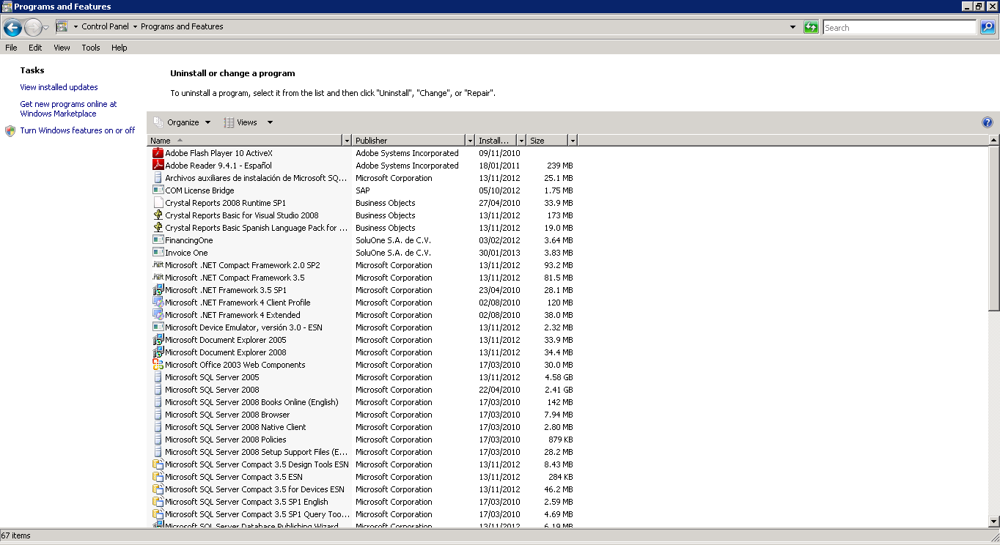 Programs and Features
Control Panel Programs and Features Search
File Edit View Tools Help
Tasks
View installed updates
Get new programs online at
Windows Marketplace
Turn Windows features on or off
Uninstall or change a program
To uninstall a program, select it from the list and then click "Uninstall", "Change", or "Repair".
Organize Views
Name Publisher Install... Size
Adobe Flash Player 10 ActiveX Adobe Systems Incorporated 09/11/2010
Adobe Reader 9.4.1 - Español Adobe Systems Incorporated 18/01/2011 239 MB
Archivos auxiliares de instalación de Microsoft SQ... Microsoft Corporation 13/11/2012 25.1 MB
COM License Bridge SAP 05/10/2012 1.75 MB
Crystal Reports 2008 Runtime SP1 Business Objects 27/04/2010 33.9 MB
Crystal Reports Basic for Visual Studio 2008 Business Objects 13/11/2012 173 MB
Crystal Reports Basic Spanish Language Pack for ... Business Objects 13/11/2012 19.0 MB
FinancingOne SoluOne S.A. de C.V. 03/02/2012 3.64 MB
Invoice One SoluOne S.A. de C.V. 30/01/2013 3.83 MB
Microsoft .NET Compact Framework 2.0 SP2 Microsoft Corporation 13/11/2012 93.2 MB
Microsoft .NET Compact Framework 3.5 Microsoft Corporation 13/11/2012 81.5 MB
Microsoft .NET Framework 3.5 SP1 Microsoft Corporation 23/04/2010 28.1 MB
Microsoft .NET Framework 4 Client Profile Microsoft Corporation 02/08/2010 120 MB
Microsoft .NET Framework 4 Extended Microsoft Corporation 02/08/2010 38.0 MB
Microsoft Device Emulator, versión 3.0 - ESN Microsoft Corporation 13/11/2012 2.32 MB
Microsoft Document Explorer 2005 Microsoft Corporation 13/11/2012 33.9 MB
Microsoft Document Explorer 2008 Microsoft Corporation 13/11/2012 34.4 MB
Microsoft Office 2003 Web Components Microsoft Corporation 17/03/2010 30.0 MB
Microsoft SQL Server 2005 Microsoft Corporation 13/11/2012 4.58 GB
Microsoft SQL Server 2008 Microsoft Corporation 22/04/2010 2.41 GB
Microsoft SQL Server 2008 Books Online (English) Microsoft Corporation 17/03/2010 142 MB
Microsoft SQL Server 2008 Browser Microsoft Corporation 17/03/2010 7.94 MB
Microsoft SQL Server 2008 Native Client Microsoft Corporation 17/03/2010 2.80 MB
Microsoft SQL Server 2008 Policies Microsoft Corporation 17/03/2010 879 KB
Microsoft SQL Server 2008 Setup Support Files (E... Microsoft Corporation 17/03/2010 28.2 MB
Microsoft SQL Server Compact 3.5 Design Tools ESN Microsoft Corporation 13/11/2012 8.43 MB
Microsoft SQL Server Compact 3.5 ESN Microsoft Corporation 13/11/2012 284 KB
Microsoft SQL Server Compact 3.5 for Devices ESN Microsoft Corporation 13/11/2012 46.2 MB
Microsoft SQL Server Compact 3.5 SP1 English Microsoft Corporation 17/03/2010 2.59 MB
Microsoft SQL Server Compact 3.5 SP1 Query Too... Microsoft Corporation 17/03/2010 4.69 MB
Microsoft SQL Server Database Publishing Wizard Microsoft Corporation 13/11/2012 6.19 MB
67 items